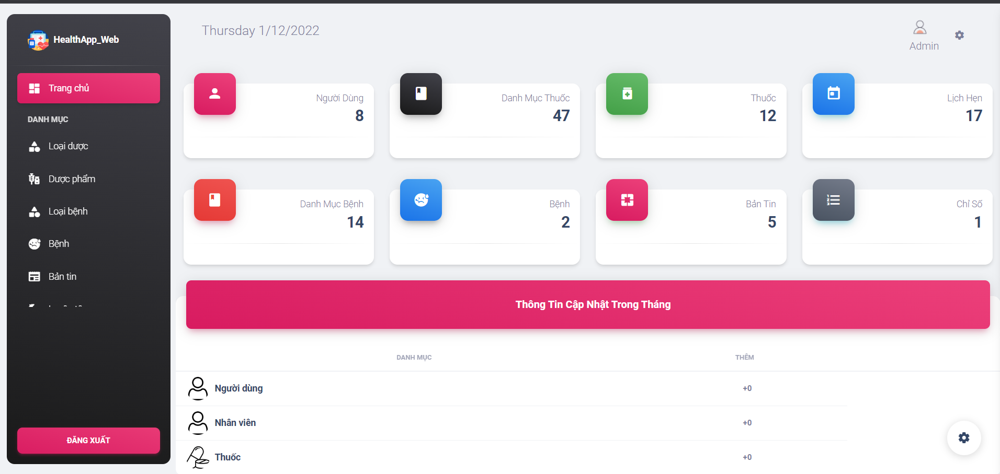 HealthApp_Web
Trang chủ
DANH MỤC
Loại dược
Dược phẩm
Loại bệnh
Bệnh
Bản tin
ĐĂNG XUẤT
Thursday 1/12/2022
Admin
Người Dùng
8
Danh Mục Thuốc
47
Thuốc
12
Lịch Hẹn
17
Danh Mục Bệnh
14
Bệnh
2
Bản Tin
5
Chỉ Số
1
Thông Tin Cập Nhật Trong Tháng
DANH MỤC THÊM
Người dùng +0
Nhân viên +0
Thuốc +0